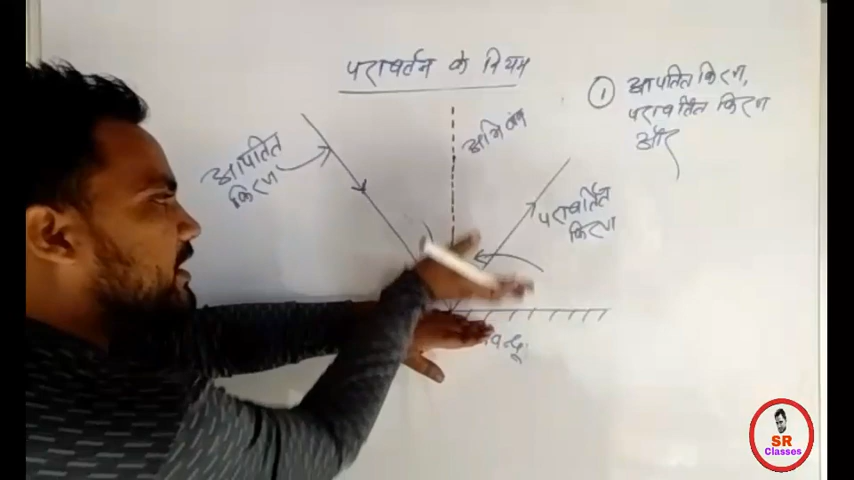 परावर्तन के नियम
① आपतित किरण,
परावर्तित किरण
और
अभिलंब
आपतित
किरण
परावर्तित
किरण
SR
Classes